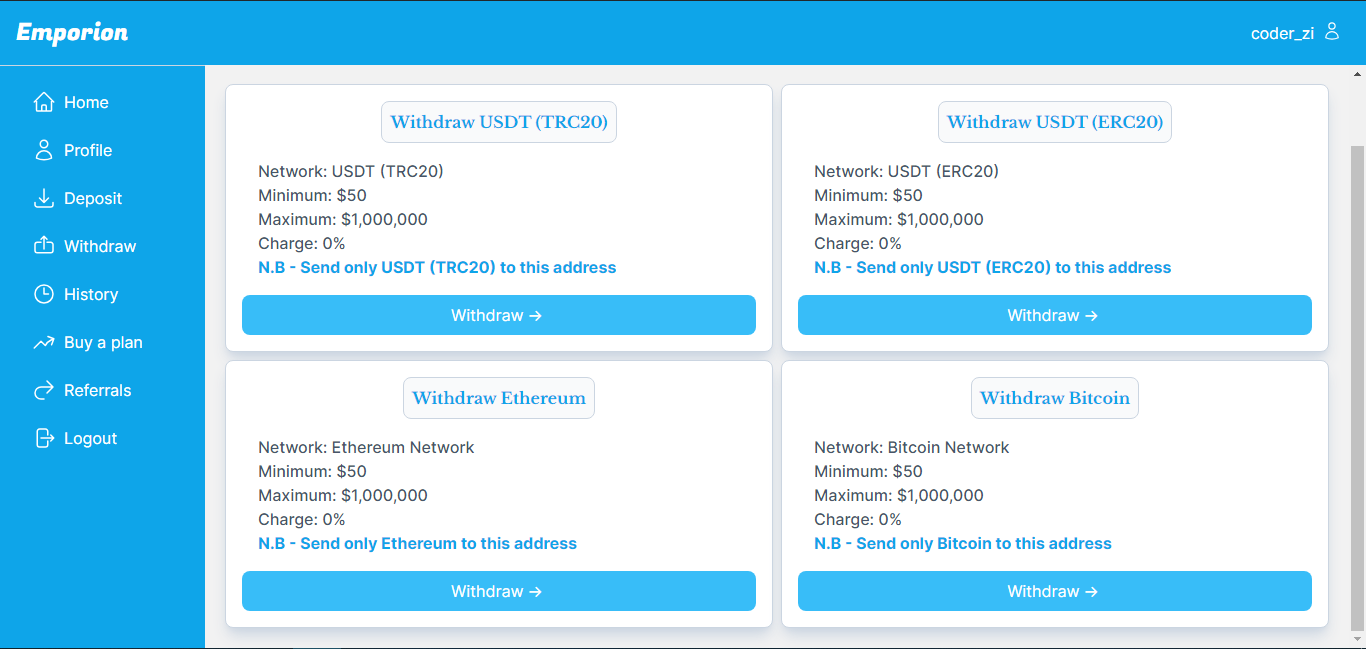 Emporion
coder_zi
Home
Profile
Deposit
Withdraw
History
Buy a plan
Referrals
Logout
Withdraw USDT (TRC20)
Network: USDT (TRC20)
Minimum: $50
Maximum: $1,000,000
Charge: 0%
N.B - Send only USDT (TRC20) to this address
Withdraw →
Withdraw USDT (ERC20)
Network: USDT (ERC20)
Minimum: $50
Maximum: $1,000,000
Charge: 0%
N.B - Send only USDT (ERC20) to this address
Withdraw →
Withdraw Ethereum
Network: Ethereum Network
Minimum: $50
Maximum: $1,000,000
Charge: 0%
N.B - Send only Ethereum to this address
Withdraw →
Withdraw Bitcoin
Network: Bitcoin Network
Minimum: $50
Maximum: $1,000,000
Charge: 0%
N.B - Send only Bitcoin to this address
Withdraw →